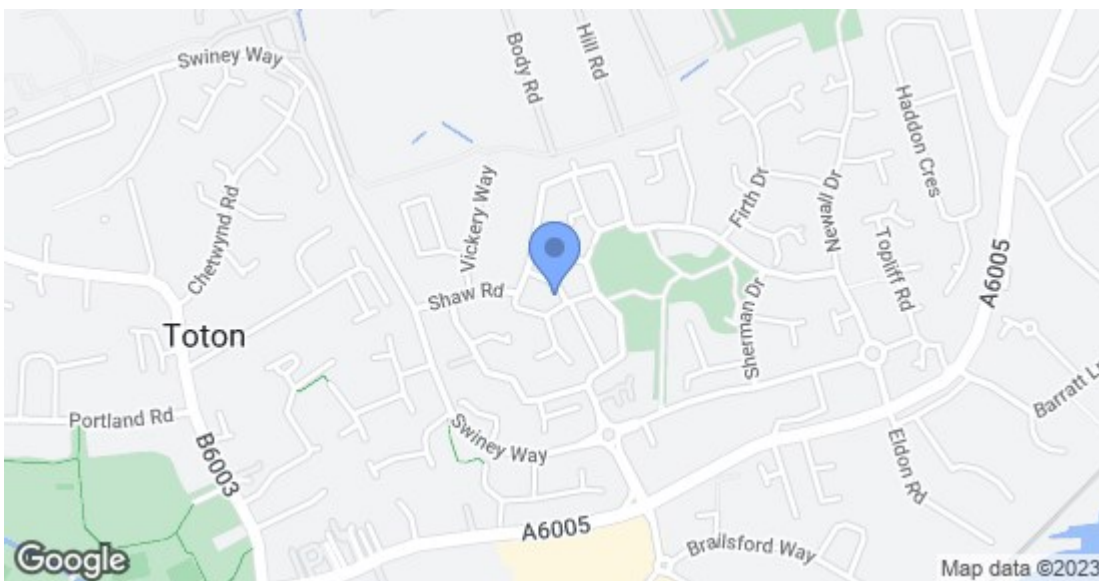 Swiney Way
Body Rd
Hill Rd
Haddon Cres
Chetwynd Rd
Vickery Way
Firth Dr
Newall Dr
Topliff Rd
A6005
Shaw Rd
Sherman Dr
Toton
Portland Rd
B6003
Swiney Way
Barratt Ln
Eldon Rd
A6005
Brailsford Way
Google
Map data ©2023